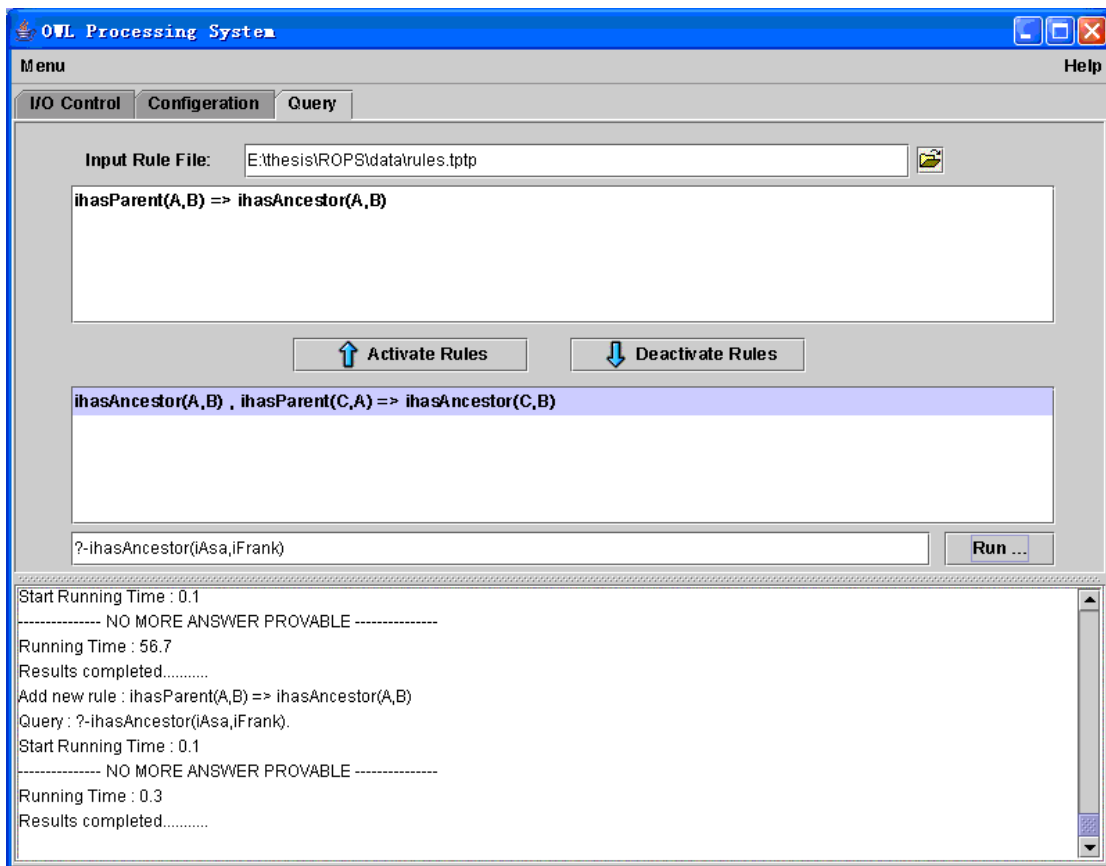 OWL Processing System
Menu Help
I/O Control Configeration Query
Input Rule File: E:\thesis\ROPS\data\rules.tptp
ihasParent(A,B) => ihasAncestor(A,B)
Activate Rules Deactivate Rules
ihasAncestor(A,B) , ihasParent(C,A) => ihasAncestor(C,B)
?-ihasAncestor(iAsa,iFrank) Run ...
Start Running Time : 0.1
--------------- NO MORE ANSWER PROVABLE ---------------
Running Time : 56.7
Results completed...........
Add new rule : ihasParent(A,B) => ihasAncestor(A,B)
Query : ?-ihasAncestor(iAsa,iFrank).
Start Running Time : 0.1
--------------- NO MORE ANSWER PROVABLE ---------------
Running Time : 0.3
Results completed...........